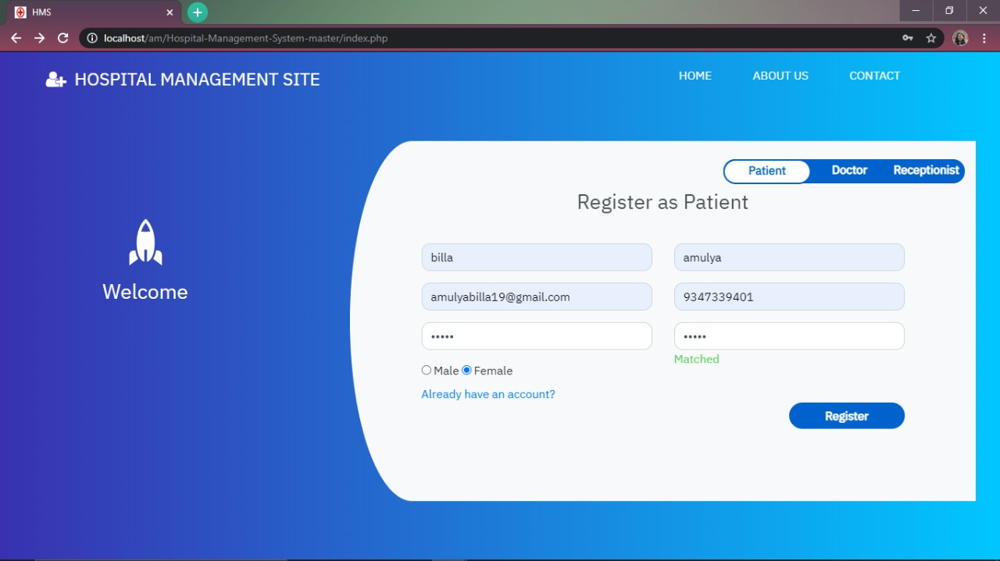 HMS
localhost/am/Hospital-Management-System-master/index.php
HOSPITAL MANAGEMENT SITE
HOME ABOUT US CONTACT
Patient Doctor Receptionist
Register as Patient
billa amulya
amulyabilla19@gmail.com 9347339401
••••• •••••
Matched
Male Female
Already have an account?
Register
Welcome